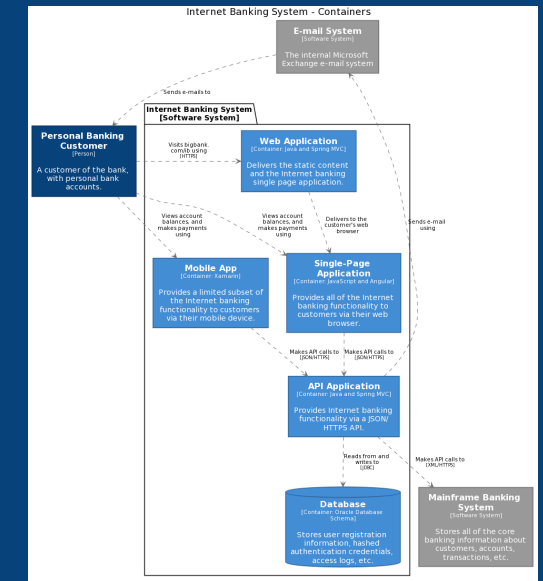 Internet Banking System - Containers
E-mail System
[Software System]
The internal Microsoft
Exchange e-mail system
Sends e-mails to
Internet Banking System
[Software System]
Personal Banking
Customer
[Person]
A customer of the bank,
with personal bank
accounts.
Visits bigbank.
com/ib using
[HTTPS]
Web Application
[Container: Java and Spring MVC]
Delivers the static content
and the Internet banking
single page application.
Views account
balances, and
makes payments
using
Views account
balances, and
makes payments
using
Delivers to the
customer's web
browser
Sends e-mail
using
Mobile App
[Container: Xamarin]
Provides a limited subset of
the Internet banking
functionality to customers
via their mobile device.
Single-Page
Application
[Container: JavaScript and Angular]
Provides all of the Internet
banking functionality to
customers via their web
browser.
Makes API calls to
[JSON/HTTPS]
Makes API calls to
[JSON/HTTPS]
API Application
[Container: Java and Spring MVC]
Provides Internet banking
functionality via a JSON/
HTTPS API.
Reads from and
writes to
[JDBC]
Makes API calls to
[XML/HTTPS]
Database
[Container: Oracle Database
Schema]
Stores user registration
information, hashed
authentication credentials,
access logs, etc.
Mainframe Banking
System
[Software System]
Stores all of the core
banking information about
customers, accounts,
transactions, etc.